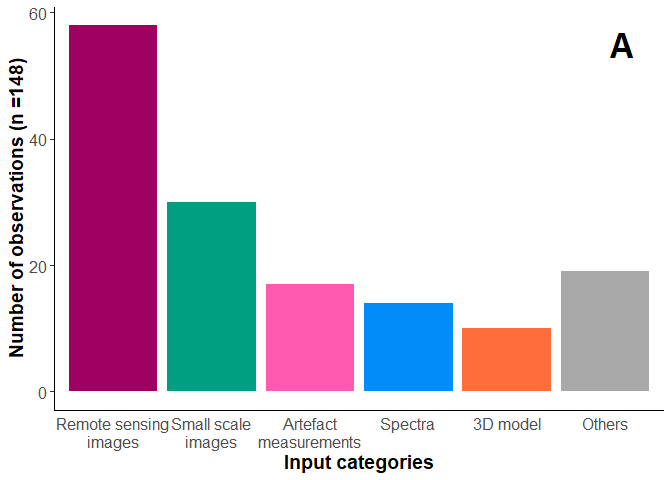 A
Number of observations (n =148)
60
40
20
0
Remote sensing
images
Small scale
images
Artefact
measurements
Spectra
3D model
Others
Input categories